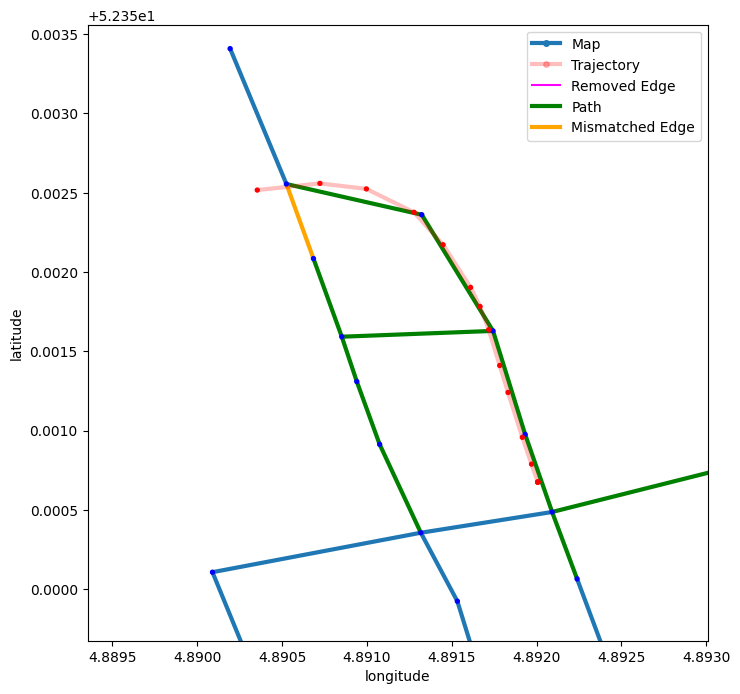 +5.235e1
0.0035
0.0030
0.0025
0.0020
0.0015
0.0010
0.0005
0.0000
latitude
Map
Trajectory
Removed Edge
Path
Mismatched Edge
4.8895 4.8900 4.8905 4.8910 4.8915 4.8920 4.8925 4.8930
longitude